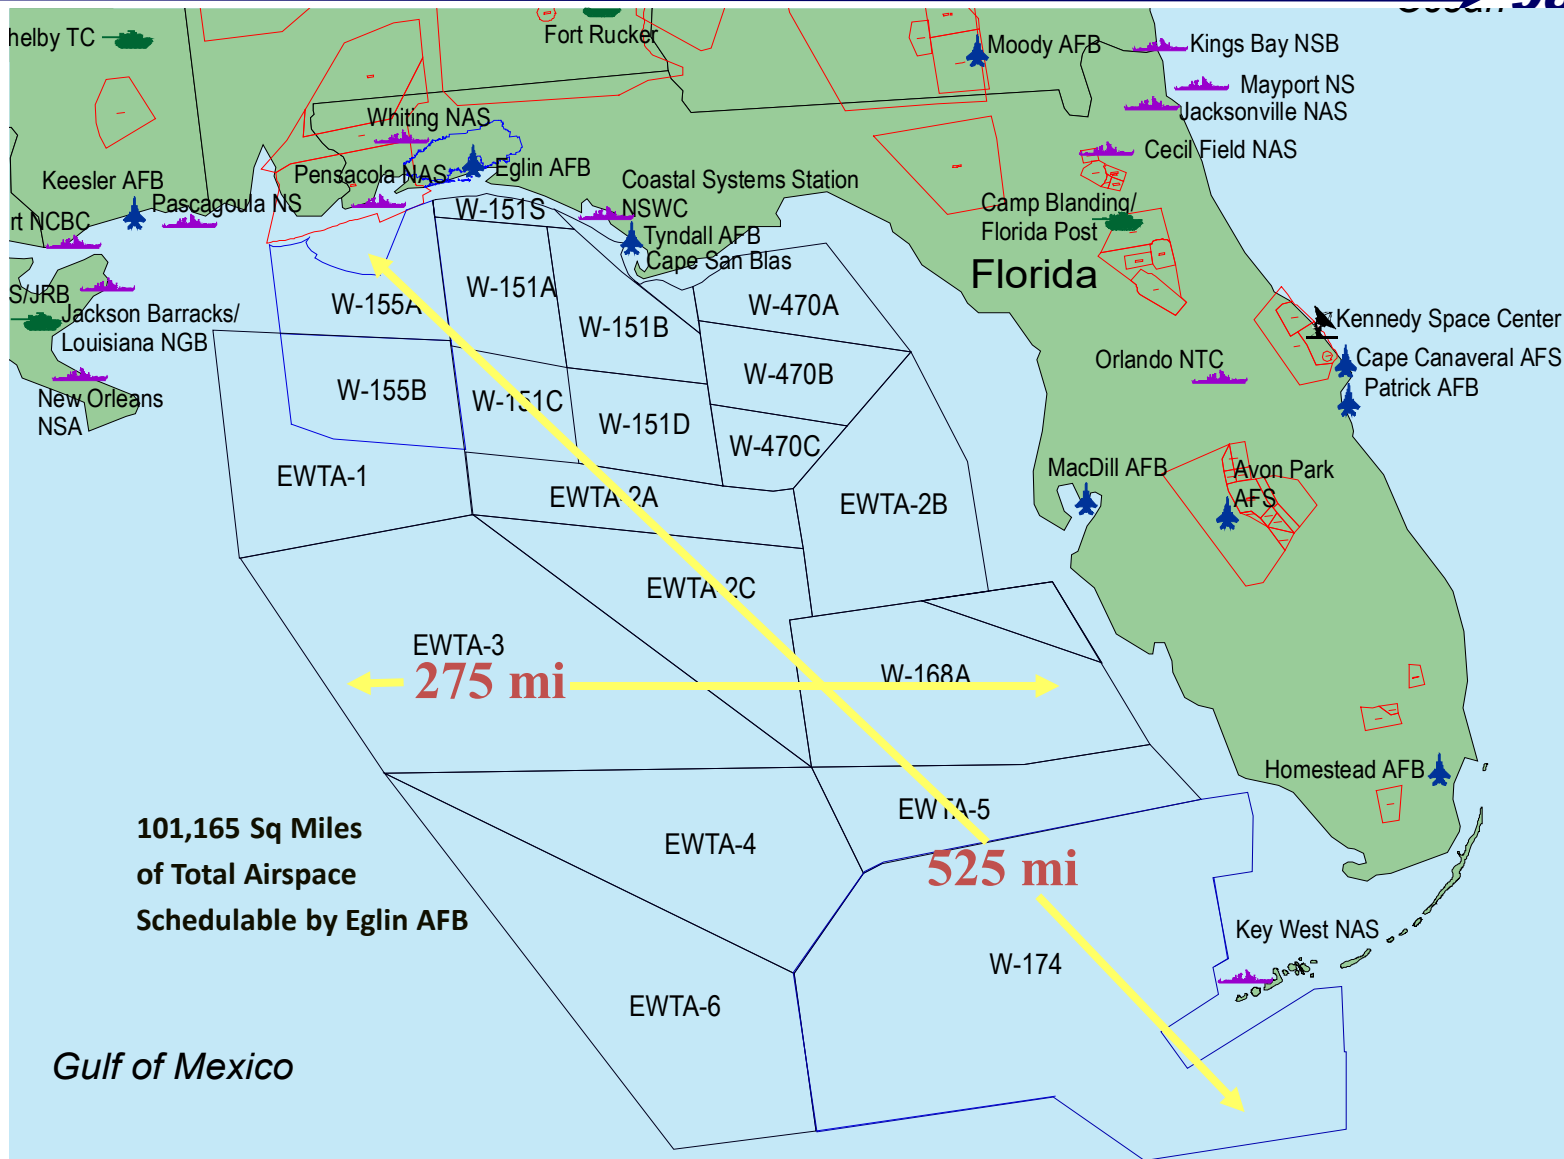 helby TC
Fort Rucker
Moody AFB
Kings Bay NSB
Mayport NS
Jacksonville NAS
Whiting NAS
Cecil Field NAS
Pensacola NAS
Eglin AFB
Keesler AFB
Pascagoula NS
Coastal Systems Station
NSWC
W-151S
rt NCBC
Tyndall AFB
Cape San Blas
Camp Blanding/
Florida Post
Florida
S/JRB
Jackson Barracks/
Louisiana NGB
W-155A
W-151A
W-151B
W-470A
Kennedy Space Center
Cape Canaveral AFS
Patrick AFB
Orlando NTC
New Orleans
NSA
W-155B
W-151C
W-151D
W-470B
W-470C
EWTA-1
EWTA-2A
EWTA-2B
MacDill AFB
Avon Park
AFS
EWTA-2C
EWTA-3
275 mi
W-168A
Homestead AFB
EWTA-5
EWTA-4
525 mi
101,165 Sq Miles
of Total Airspace
Schedulable by Eglin AFB
Key West NAS
W-174
EWTA-6
Gulf of Mexico